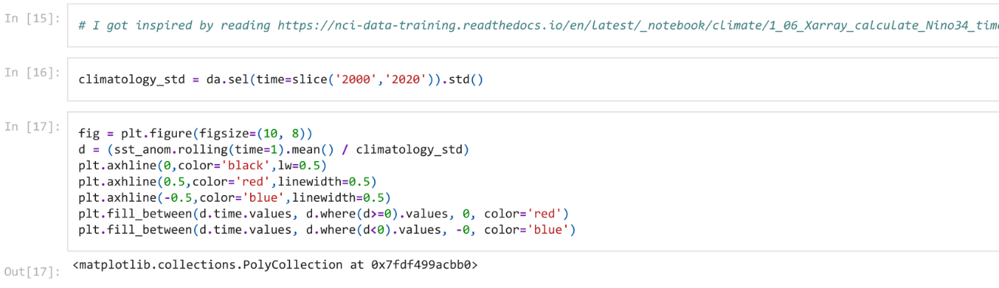 In [15]: # I got inspired by reading https://nci-data-training.readthedocs.io/en/latest/_notebook/climate/1_06_Xarray_calculate_Nino34_time
In [16]: climatology_std = da.sel(time=slice('2000','2020')).std()
In [17]: fig = plt.figure(figsize=(10, 8))
d = (sst_anom.rolling(time=1).mean() / climatology_std)
plt.axhline(0,color='black',lw=0.5)
plt.axhline(0.5,color='red',linewidth=0.5)
plt.axhline(-0.5,color='blue',linewidth=0.5)
plt.fill_between(d.time.values, d.where(d>=0).values, 0, color='red')
plt.fill_between(d.time.values, d.where(d<0).values, -0, color='blue')
Out[17]: <matplotlib.collections.PolyCollection at 0x7fdf499acbb0>